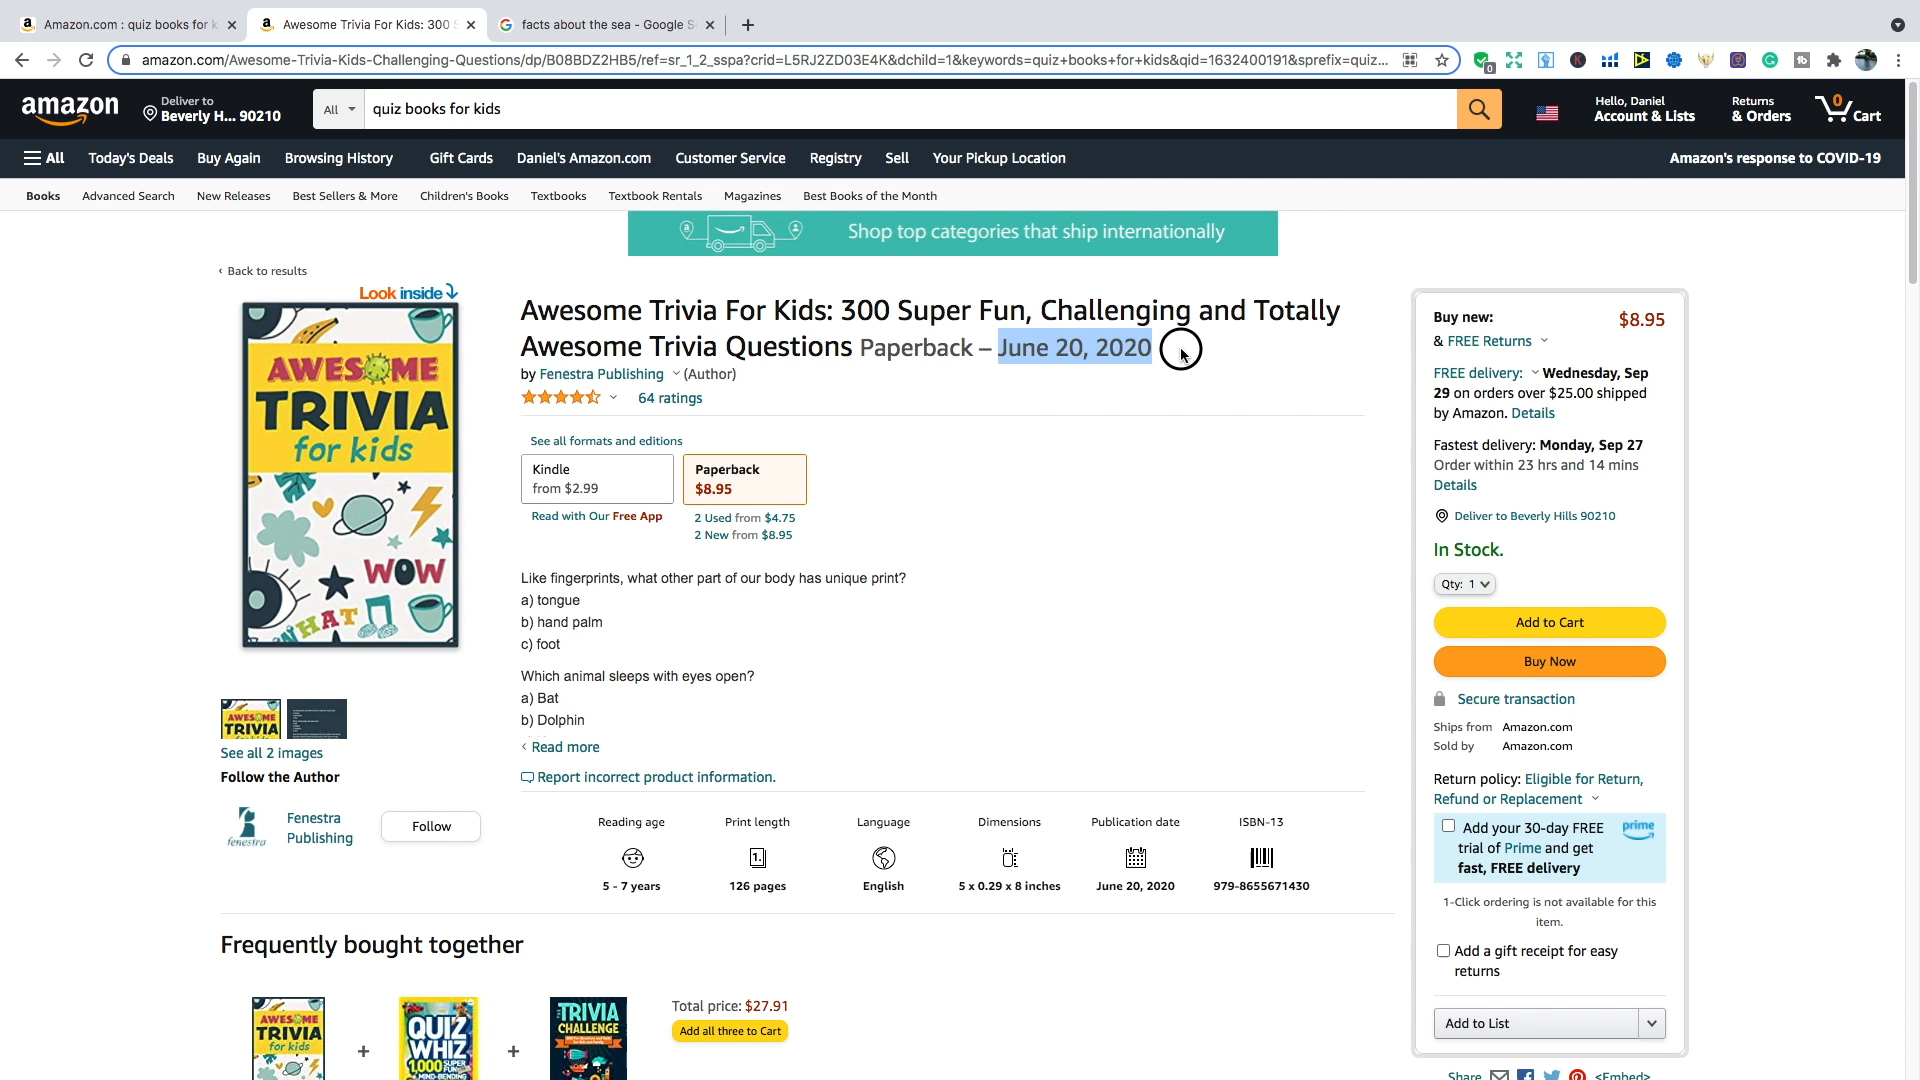 Amazon.com : quiz books for k
Awesome Trivia For Kids: 300 S
facts about the sea - Google S
amazon.com/Awesome-Trivia-Kids-Challenging-Questions/dp/B08BDZ2HB5/ref=sr_1_2_sspa?crid=L5RJ2ZD03E4K&dchild=1&keywords=quiz+books+for+kids&qid=1632400191&sprefix=quiz...
amazon
Deliver to
Beverly H... 90210
All
quiz books for kids
Hello, Daniel
Account & Lists
Returns
& Orders
0
Cart
All
Today's Deals
Buy Again
Browsing History
Gift Cards
Daniel's Amazon.com
Customer Service
Registry
Sell
Your Pickup Location
Amazon's response to COVID-19
Books
Advanced Search
New Releases
Best Sellers & More
Children's Books
Textbooks
Textbook Rentals
Magazines
Best Books of the Month
Shop top categories that ship internationally
‹ Back to results
Look inside
AWESOME
TRIVIA
for kids
WOW
WHAT
See all 2 images
Follow the Author
fenestra
Fenestra
Publishing
Follow
Awesome Trivia For Kids: 300 Super Fun, Challenging and Totally
Awesome Trivia Questions Paperback – June 20, 2020
by Fenestra Publishing (Author)
64 ratings
See all formats and editions
Kindle
from $2.99
Read with Our Free App
Paperback
$8.95
2 Used from $4.75
2 New from $8.95
Like fingerprints, what other part of our body has unique print?
a) tongue
b) hand palm
c) foot
Which animal sleeps with eyes open?
a) Bat
b) Dolphin
‹ Read more
Report incorrect product information.
Reading age
5 - 7 years
Print length
1.
126 pages
Language
English
Dimensions
5 x 0.29 x 8 inches
Publication date
June 20, 2020
ISBN-13
979-8655671430
Buy new:
$8.95
& FREE Returns
FREE delivery: Wednesday, Sep
29 on orders over $25.00 shipped
by Amazon. Details
Fastest delivery: Monday, Sep 27
Order within 23 hrs and 14 mins
Details
Deliver to Beverly Hills 90210
In Stock.
Qty: 1
Add to Cart
Buy Now
Secure transaction
Ships from Amazon.com
Sold by Amazon.com
Return policy: Eligible for Return,
Refund or Replacement
Add your 30-day FREE
trial of Prime and get
fast, FREE delivery
prime
1-Click ordering is not available for this
item.
Add a gift receipt for easy
returns
Add to List
Share
<Embed>
Frequently bought together
AWESOME
TRIVIA
for kids
+
QUIZ
WHIZ
1,000 SUPER
FUN
MIND-BENDING
+
TRIVIA
CHALLENGE
Total price: $27.91
Add all three to Cart